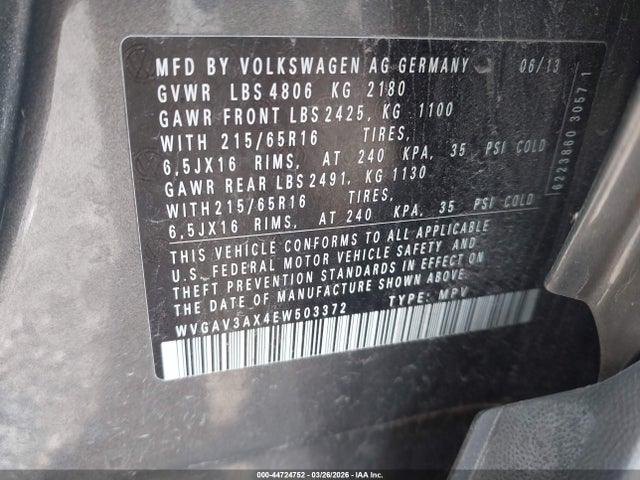 MFD BY VOLKSWAGEN AG GERMANY 06/13
GVWR LBS 4806 KG 2180
GAWR FRONT LBS 2425, KG 1100
WITH 215/65R16 TIRES,
6,5JX16 RIMS, AT 240 KPA, 35 PSI COLD
GAWR REAR LBS 2491, KG 1130
WITH 215/65R16 TIRES,
6,5JX16 RIMS, AT 240 KPA, 35 PSI COLD
THIS VEHICLE CONFORMS TO ALL APPLICABLE
U.S. FEDERAL MOTOR VEHICLE SAFETY AND
THEFT PREVENTION STANDARDS IN EFFECT ON
THE DATE OF MANUFACTURE SHOWN ABOVE.
WVGAV3AX4EW503372 TYPE: MPV
6223860 3057 1
000-44724752 | 03/26/2026 | IAA Inc.